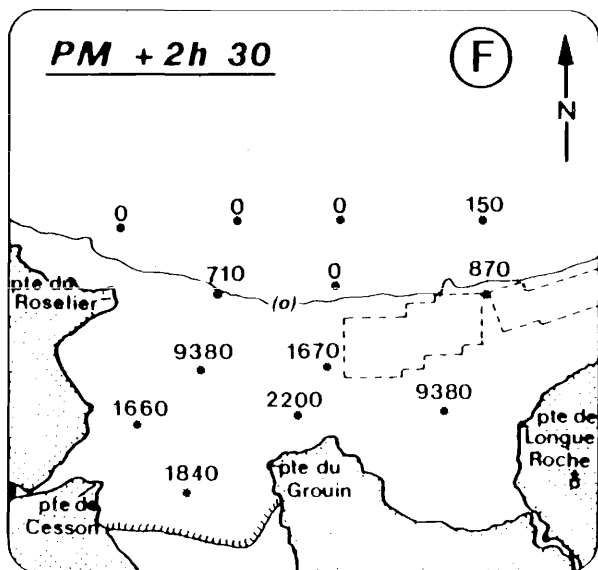 PM + 2h 30
F
N
0
0
0
150
710
0
870
pte du
Roselier
(o)
9380
1670
1660
2200
9380
pte de
Longue
Roche
1840
pte du
Grouin
pte de
Cesson